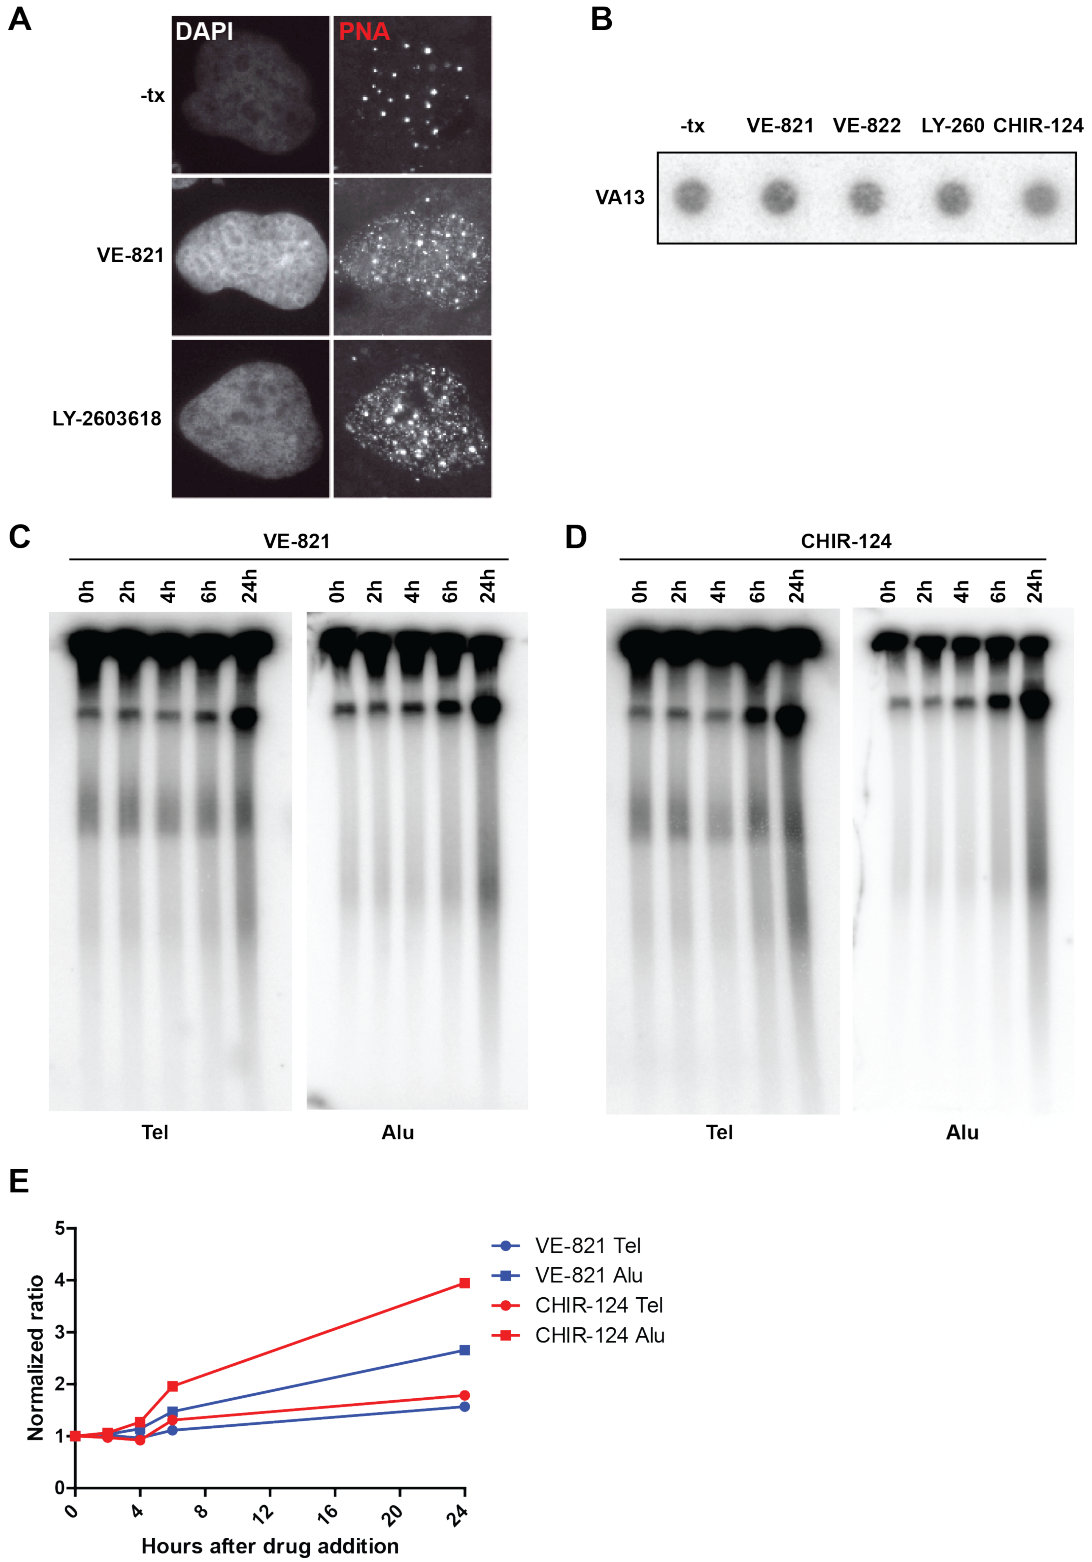 A
DAPI PNA
-tx
VE-821
LY-2603618
B
-tx VE-821 VE-822 LY-260 CHIR-124
VA13
C
VE-821
0h 2h 4h 6h 24h 0h 2h 4h 6h 24h
Tel Alu
D
CHIR-124
0h 2h 4h 6h 24h 0h 2h 4h 6h 24h
Tel Alu
E
Normalized ratio
5
4
3
2
1
0
0 4 8 12 16 20 24
Hours after drug addition
VE-821 Tel
VE-821 Alu
CHIR-124 Tel
CHIR-124 Alu